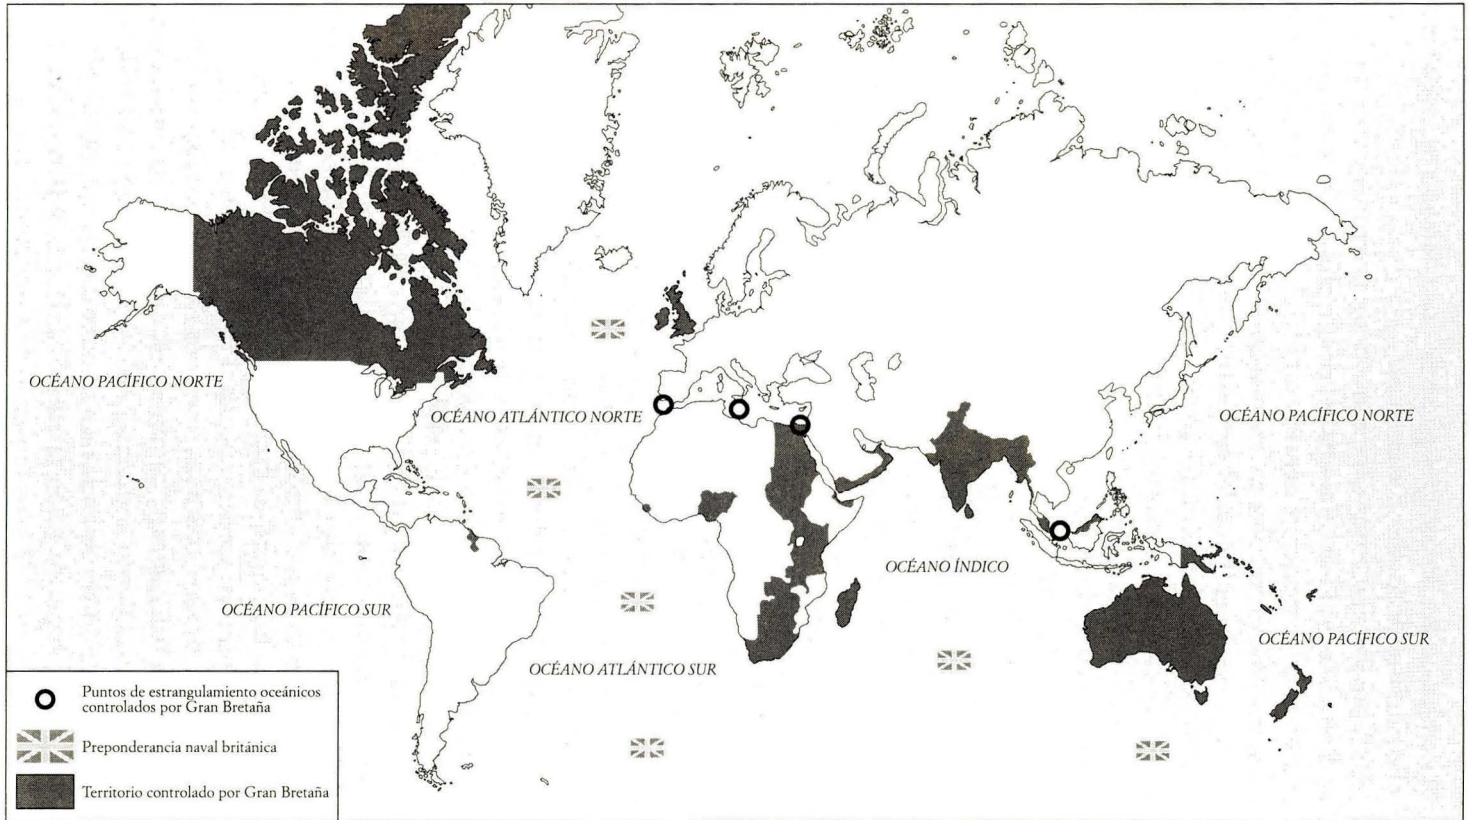 OCÉANO PACÍFICO NORTE
OCÉANO ATLÁNTICO NORTE
OCÉANO PACÍFICO NORTE
OCÉANO ÍNDICO
OCÉANO PACÍFICO SUR
OCÉANO PACÍFICO SUR
OCÉANO ATLÁNTICO SUR
Puntos de estrangulamiento oceánicos
controlados por Gran Bretaña
Preponderancia naval británica
Territorio controlado por Gran Bretaña